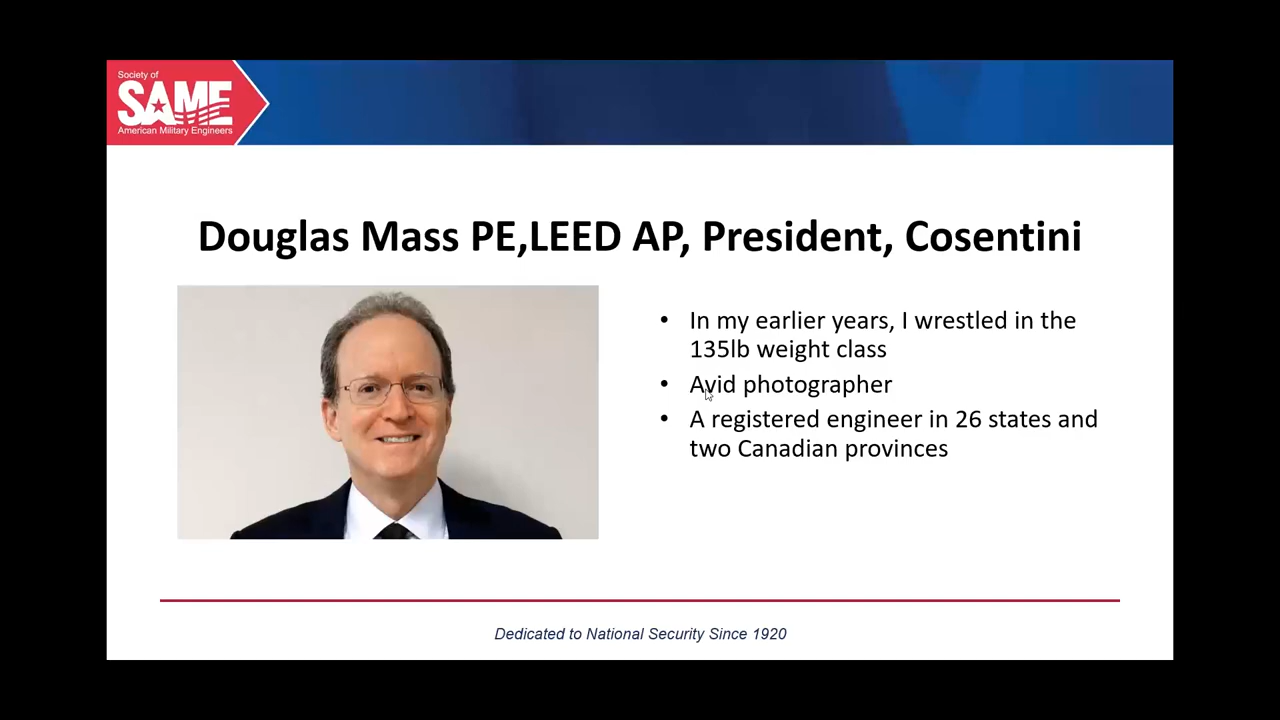 Society of
SAME
American Military Engineers
Douglas Mass PE,LEED AP, President, Cosentini
• In my earlier years, I wrestled in the
135lb weight class
• Avid photographer
• A registered engineer in 26 states and
two Canadian provinces
Dedicated to National Security Since 1920